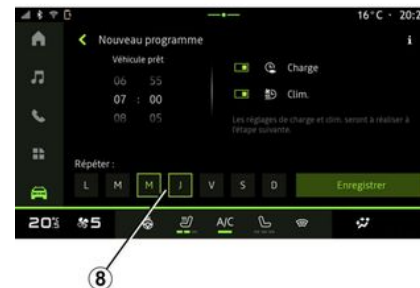 16°C · 20:2
Nouveau programme
i
Véhicule prêt
06 55
07 : 00
08 05
Charge
Clim.
Les réglages de charge et clim. seront à réaliser à
l'étape suivante.
Répéter :
L M M J V S D
Enregistrer
20 5 A/C
8